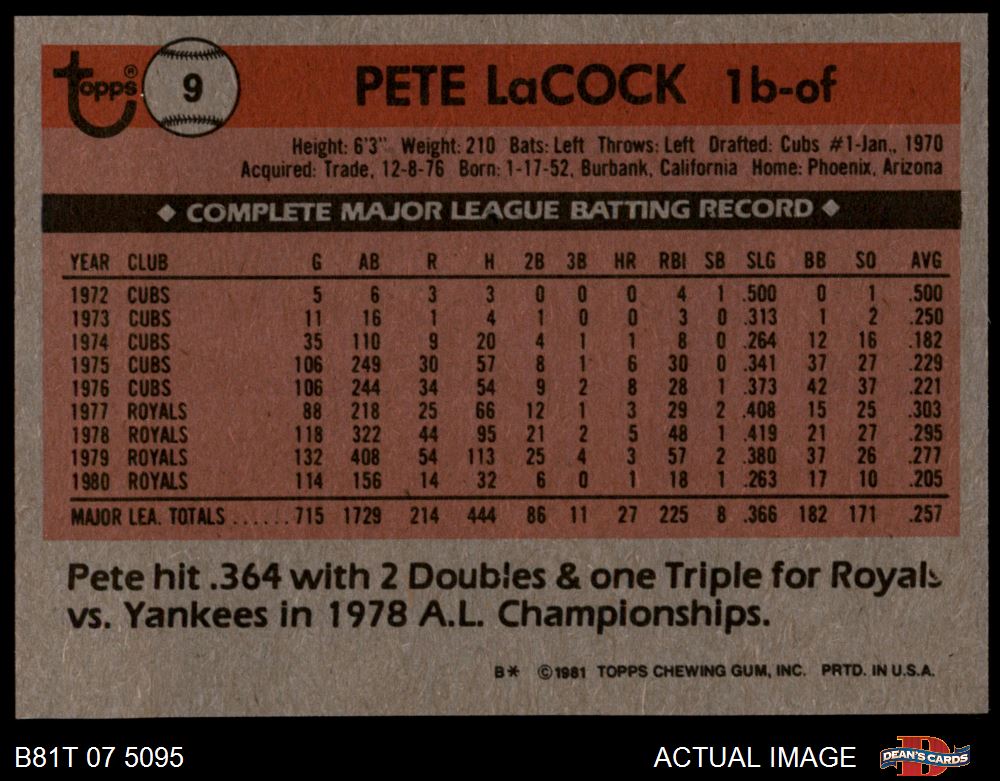 Topps® 9 PETE LaCOCK 1b-of
Height: 6'3" Weight: 210 Bats: Left Throws: Left Drafted: Cubs #1-Jan., 1970
Acquired: Trade, 12-8-76 Born: 1-17-52, Burbank, California Home: Phoenix, Arizona
◆ COMPLETE MAJOR LEAGUE BATTING RECORD ◆
YEAR CLUB G AB R H 2B 3B HR RBI SB SLG BB SO AVG
1972 CUBS 5 6 3 3 0 0 0 4 1 .500 0 1 .500
1973 CUBS 11 16 1 4 1 0 0 3 0 .313 1 2 .250
1974 CUBS 35 110 9 20 4 1 1 8 0 .264 12 16 .182
1975 CUBS 106 249 30 57 8 1 6 30 0 .341 37 27 .229
1976 CUBS 106 244 34 54 9 2 8 28 1 .373 42 37 .221
1977 ROYALS 88 218 25 66 12 1 3 29 2 .408 15 25 .303
1978 ROYALS 118 322 44 95 21 2 5 48 1 .419 21 27 .295
1979 ROYALS 132 408 54 113 25 4 3 57 2 .380 37 26 .277
1980 ROYALS 114 156 14 32 6 0 1 18 1 .263 17 10 .205
MAJOR LEA. TOTALS ......715 1729 214 444 86 11 27 225 8 .366 182 171 .257
Pete hit .364 with 2 Doubles & one Triple for Royals
vs. Yankees in 1978 A.L. Championships.
B* ©1981 TOPPS CHEWING GUM, INC. PRTD. IN U.S.A.
B81T 07 5095 ACTUAL IMAGE DEAN'S CARDS